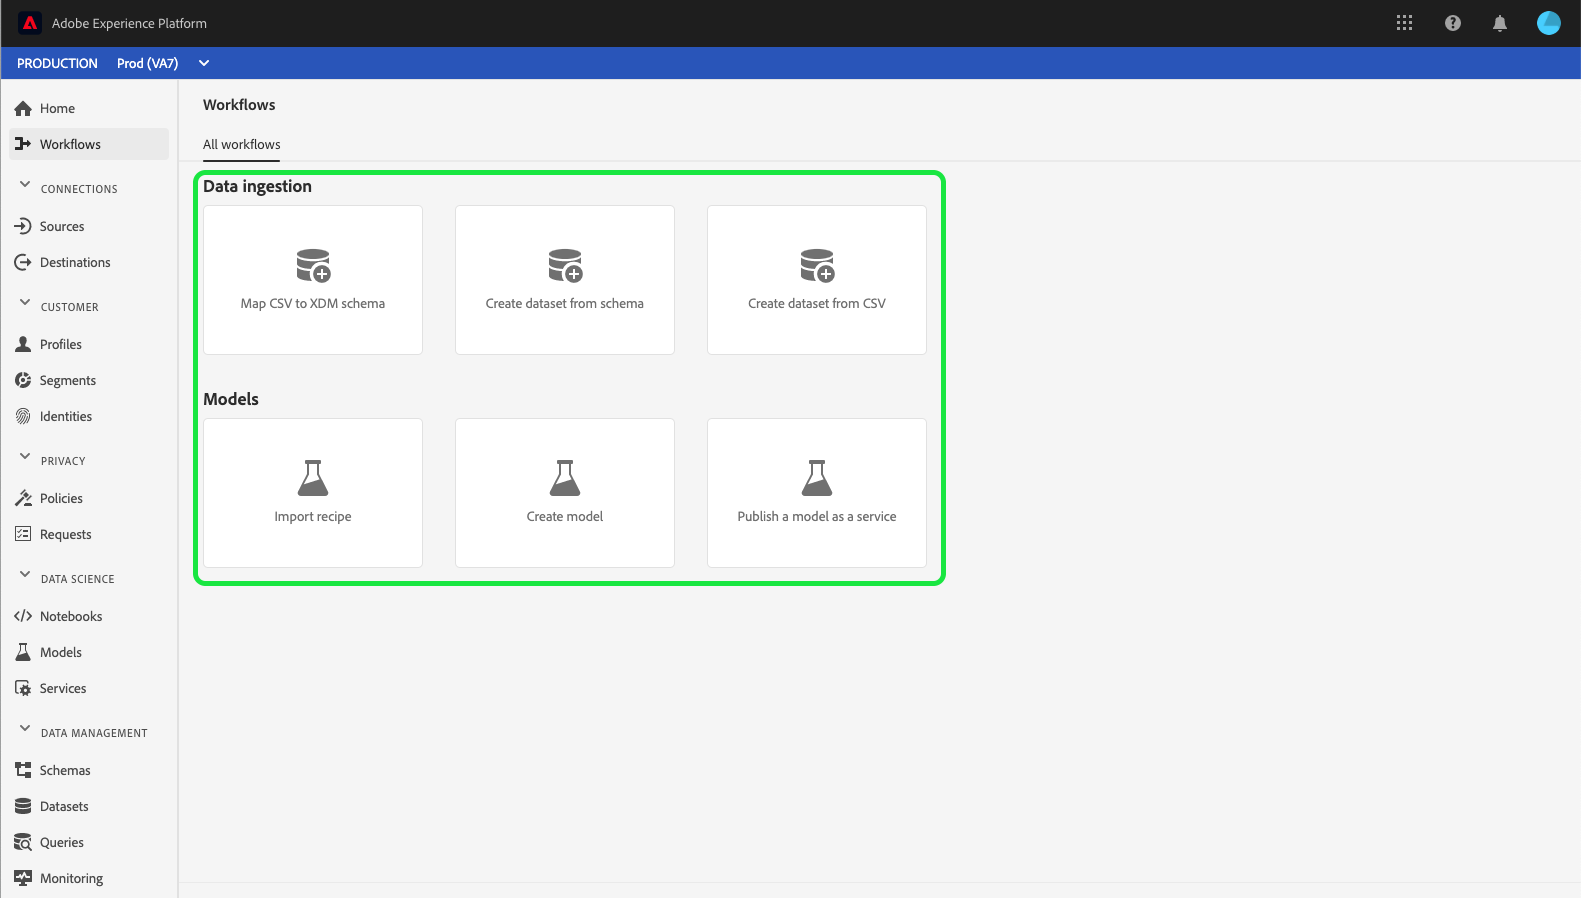 Adobe Experience Platform
PRODUCTION Prod (VA7)
Home
Workflows
CONNECTIONS
Sources
Destinations
CUSTOMER
Profiles
Segments
Identities
PRIVACY
Policies
Requests
DATA SCIENCE
Notebooks
Models
Services
DATA MANAGEMENT
Schemas
Datasets
Queries
Monitoring
Workflows
All workflows
Data ingestion
Map CSV to XDM schema
Create dataset from schema
Create dataset from CSV
Models
Import recipe
Create model
Publish a model as a service